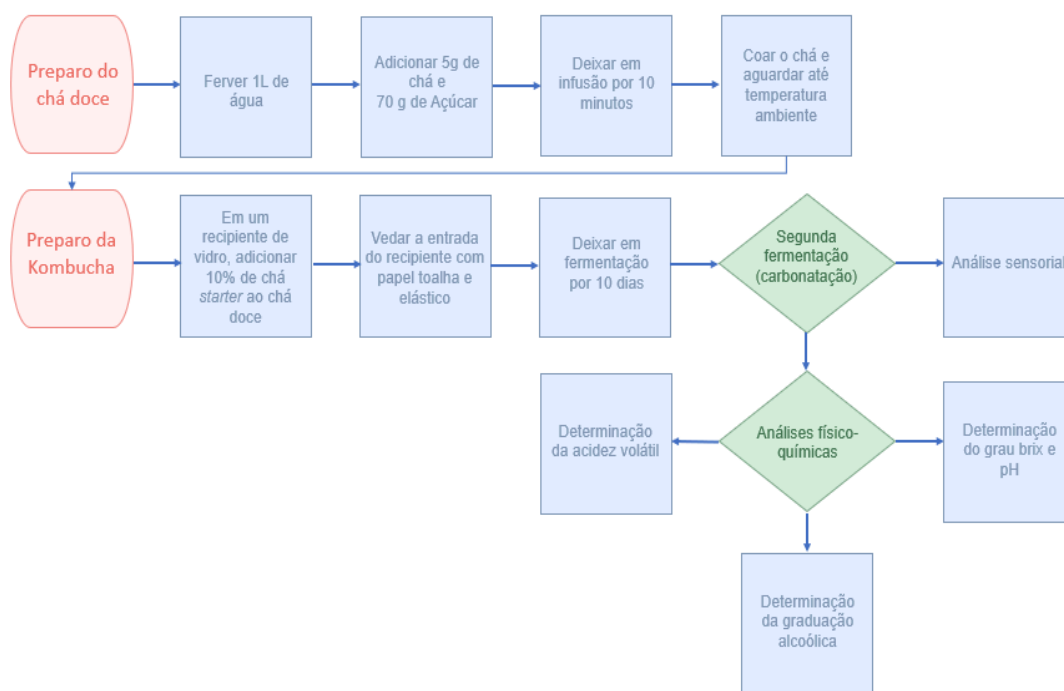 Preparo do
chá doce
Ferver 1L de
água
Adicionar 5g de
chá e
70 g de Açúcar
Deixar em
infusão por 10
minutos
Coar o chá e
aguardar até
temperatura
ambiente
Preparo da
Kombucha
Em um
recipiente de
vidro, adicionar
10% de chá
starter ao chá
doce
Vedar a entrada
do recipiente com
papel toalha e
elástico
Deixar em
fermentação
por 10 dias
Segunda
fermentação
(carbonatação)
Análise sensorial
Determinação
da acidez volátil
Análises físico-
químicas
Determinação
do grau brix e
pH
Determinação
da graduação
alcoólica